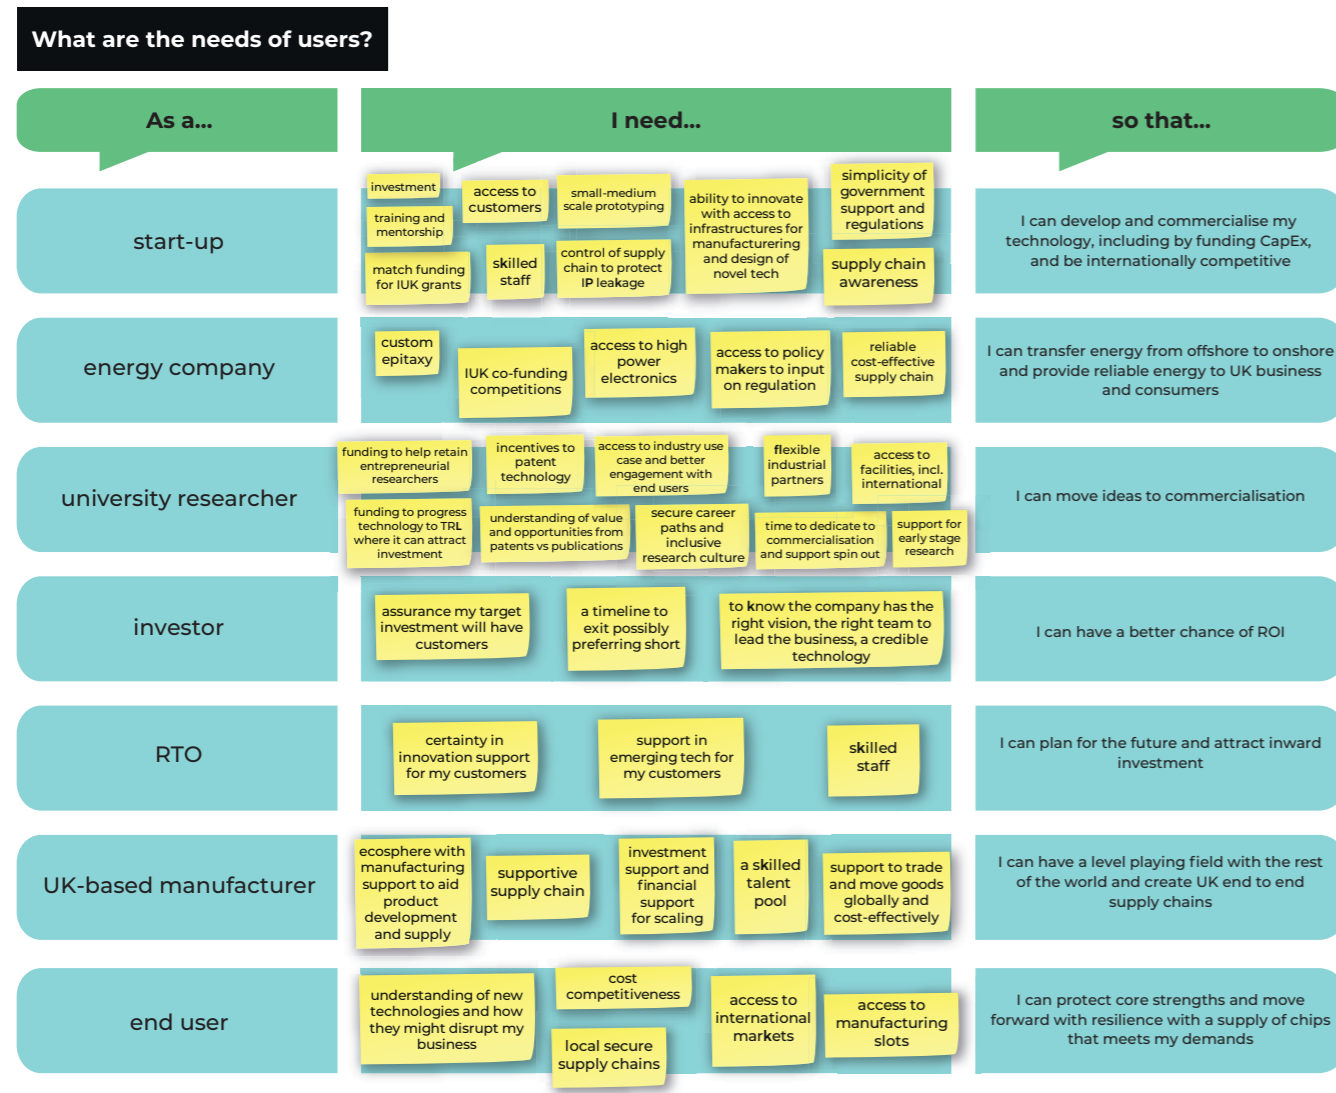 What are the needs of users?
As a...
I need...
so that...
start-up
investment
training and
mentorship
match funding
for IUK grants
access to
customers
skilled
staff
small-medium
scale prototyping
control of supply
chain to protect
IP leakage
ability to innovate
with access to
infrastructures for
manufacturering
and design of
novel tech
simplicity of
government
support and
regulations
supply chain
awareness
I can develop and commercialise my
technology, including by funding CapEx,
and be internationally competitive
energy company
custom
epitaxy
IUK co-funding
competitions
access to high
power
electronics
access to policy
makers to input
on regulation
reliable
cost-effective
supply chain
I can transfer energy from offshore to onshore
and provide reliable energy to UK business
and consumers
university researcher
funding to help retain
entrepreneurial
researchers
incentives to
patent
technology
access to industry use
case and better
engagement with
end users
flexible
industrial
partners
access to
facilities, incl.
international
funding to progress
technology to TRL
where it can attract
investment
understanding of value
and opportunities from
patents vs publications
secure career
paths and
inclusive
research culture
time to dedicate to
commercialisation
and support spin out
support for
early stage
research
I can move ideas to commercialisation
investor
assurance my target
investment will have
customers
a timeline to
exit possibly
preferring short
to know the company has the
right vision, the right team to
lead the business, a credible
technology
I can have a better chance of ROI
RTO
certainty in
innovation support
for my customers
support in
emerging tech for
my customers
skilled
staff
I can plan for the future and attract inward
investment
UK-based manufacturer
ecosphere with
manufacturing
support to aid
product
development
and supply
supportive
supply chain
investment
support and
financial
support
for scaling
a skilled
talent
pool
support to trade
and move goods
globally and
cost-effectively
I can have a level playing field with the rest
of the world and create UK end to end
supply chains
end user
understanding of new
technologies and how
they might disrupt my
business
cost
competitiveness
local secure
supply chains
access to
international
markets
access to
manufacturing
slots
I can protect core strengths and move
forward with resilience with a supply of chips
that meets my demands